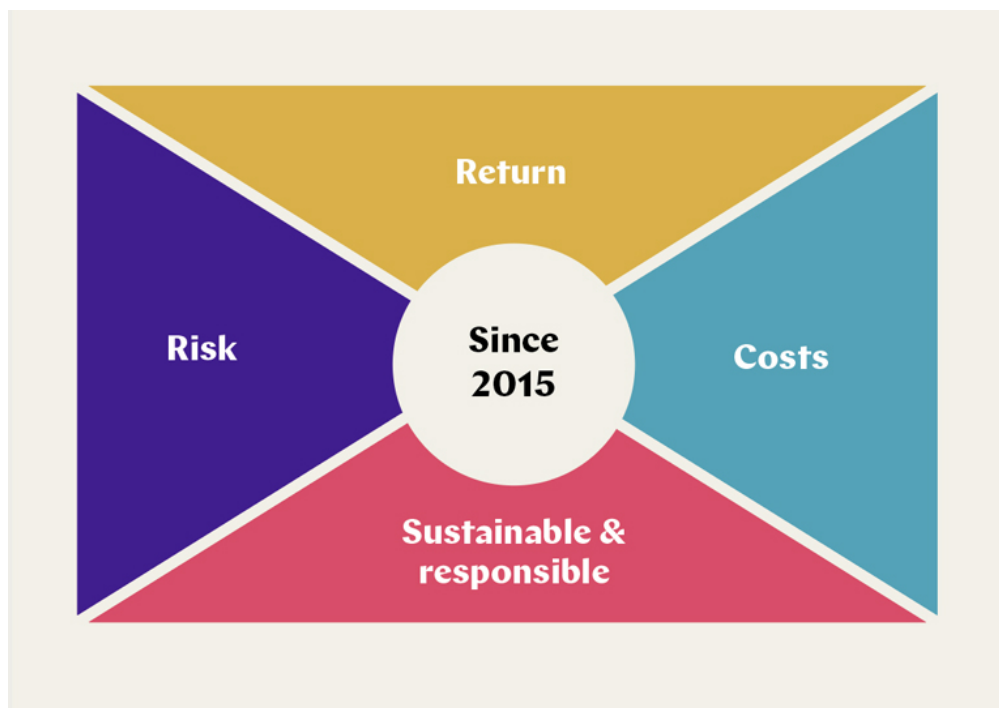 Return
Risk
Since
2015
Costs
Sustainable &
responsible